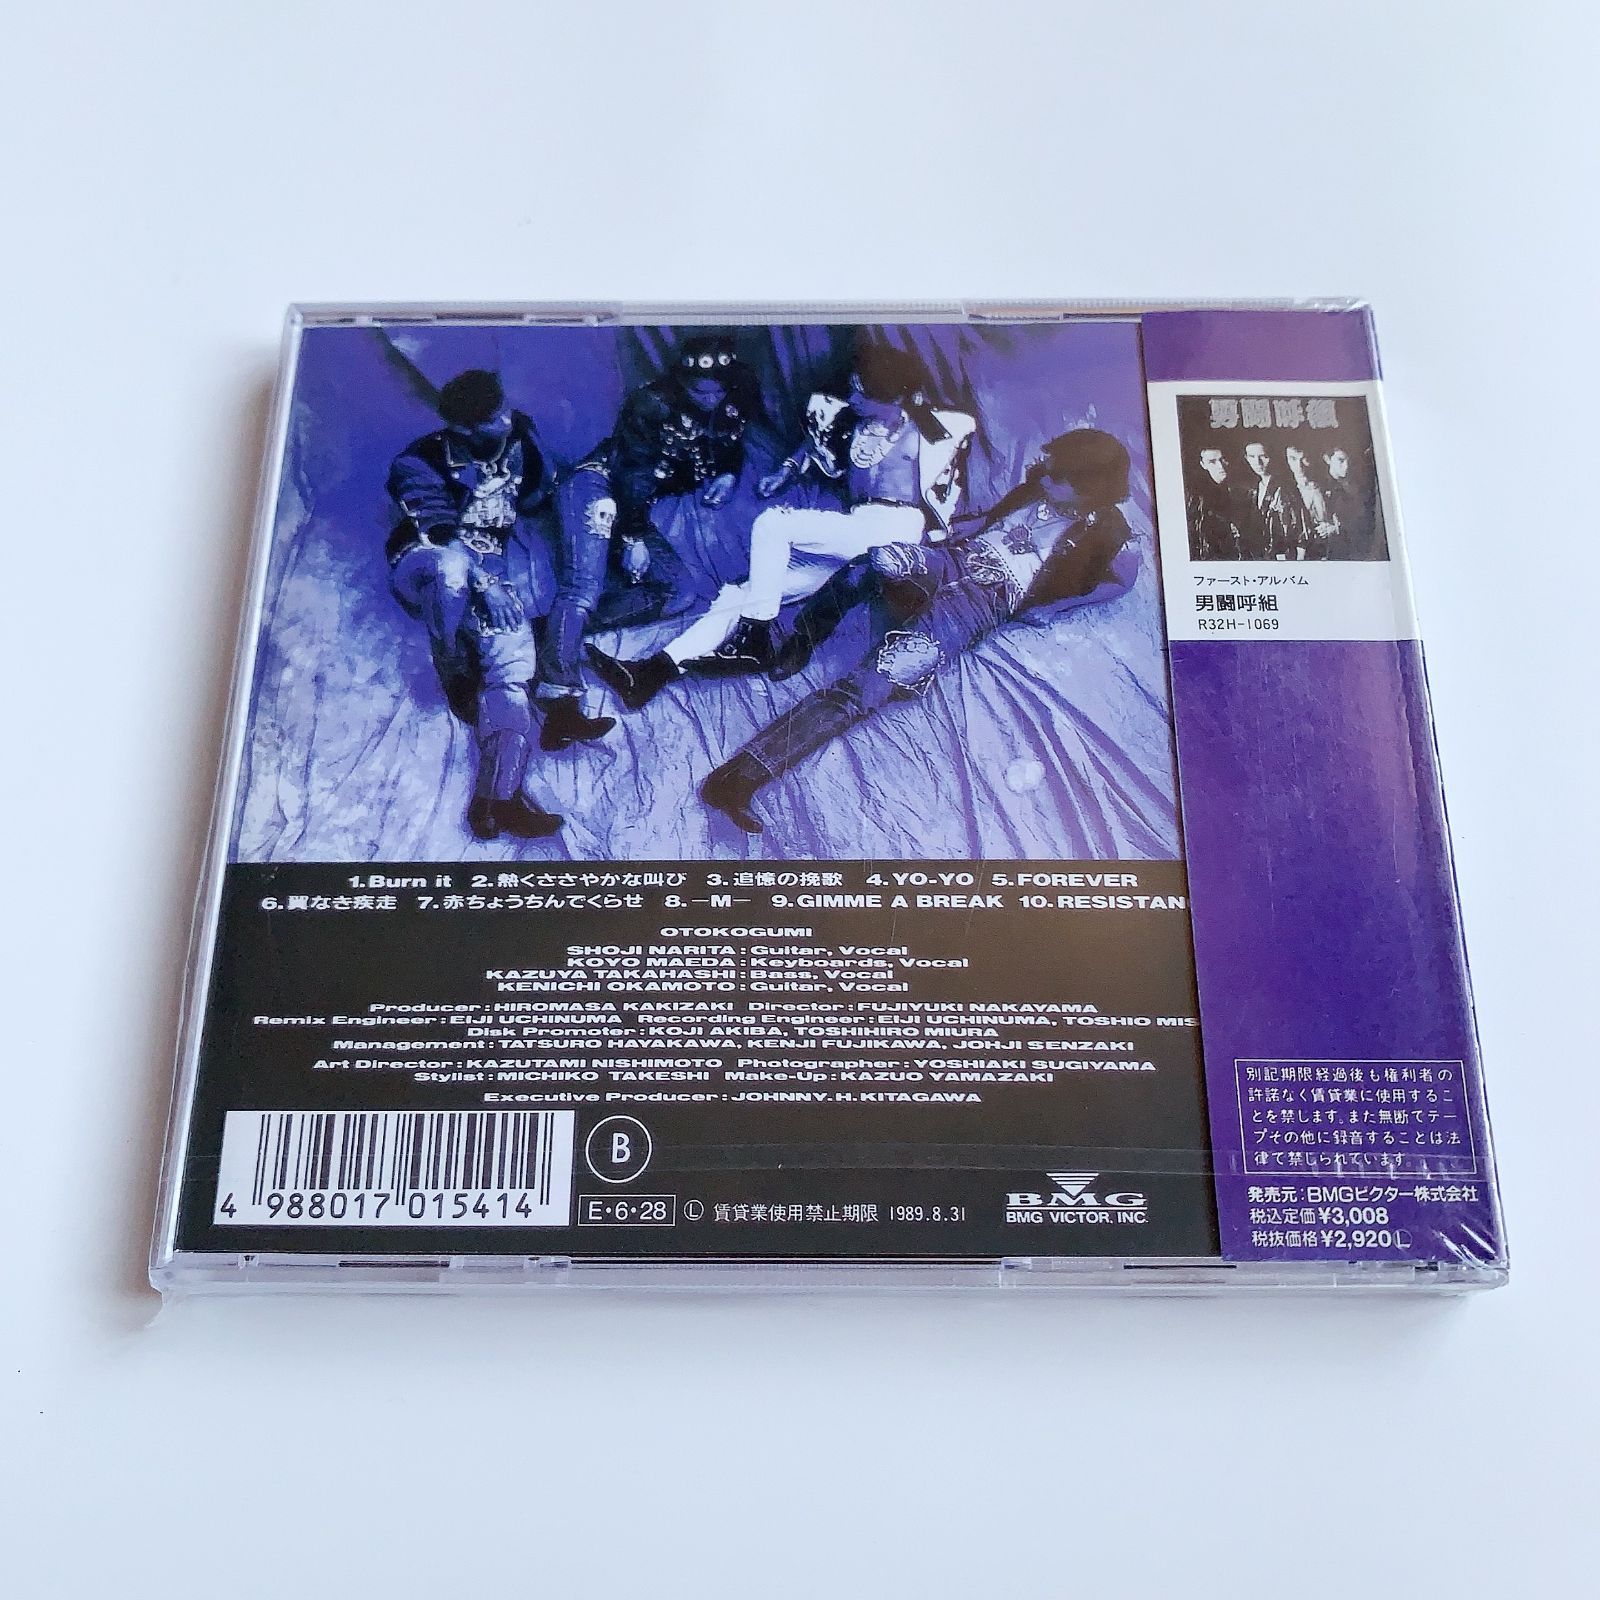 1.Burn it 2.熱くささやかな叫び 3.追憶の挽歌 4.YO-YO 5.FOREVER
6.翼なき疾走 7.赤ちょうちんでくらせ 8.―M― 9.GIMME A BREAK 10.RESISTAN
OTOKOGUMI
SHOJI NARITA:Guitar, Vocal
KOYO MAEDA:Keyboards, Vocal
KAZUYA TAKAHASHI:Bass, Vocal
KENICHI OKAMOTO:Guitar, Vocal
Producer:HIROMASA KAKIZAKI Director:FUJIYUKI NAKAYAMA
Remix Engineer:EIJI UCHINUMA Recording Engineer:EIJI UCHINUMA, TOSHIO MIS
Disk Promoter:KOJI AKIBA, TOSHIHIRO MIURA
Management:TATSURO HAYAKAWA, KENJI FUJIKAWA, JOHJI SENZAKI
Art Director:KAZUTAMI NISHIMOTO Photographer:YOSHIAKI SUGIYAMA
Stylist:MICHIKO TAKESHI Make-Up:KAZUO YAMAZAKI
Executive Producer:JOHNNY.H.KITAGAWA
4 988017 015414
B
E・6・28 Ⓛ 賃貸業使用禁止期限 1989.8.31
BMG
BMG VICTOR, INC.
男闘呼組
ファースト・アルバム
男闘呼組
R32H-1069
別記期限経過後も権利者の
許諾なく賃貸業に使用するこ
とを禁じます。また無断でテー
プその他に録音することは法
律で禁じられています。
発売元:BMGビクター株式会社
税込定価¥3,008
税抜価格¥2,920Ⓛ